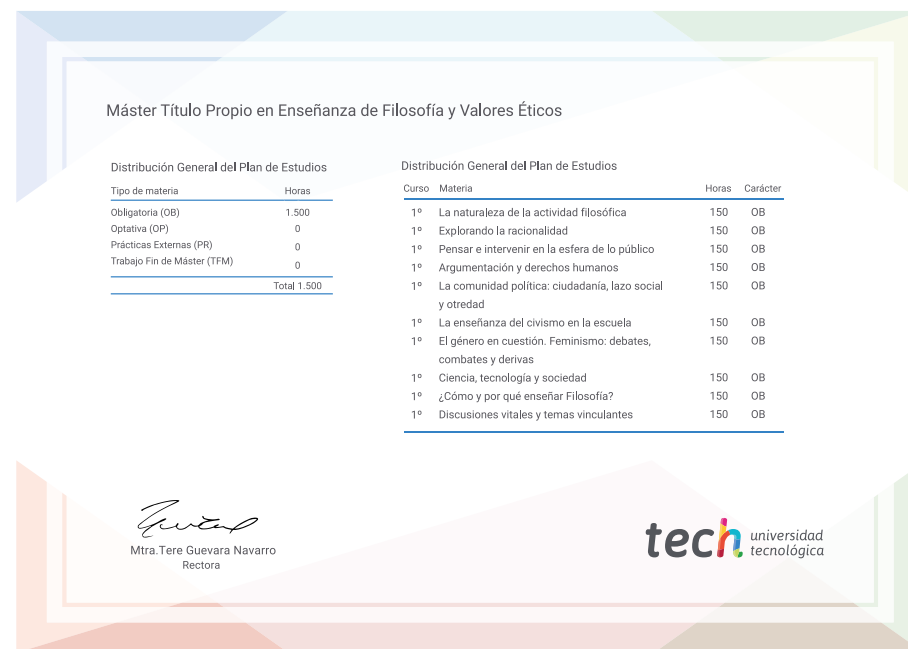 Máster Título Propio en Enseñanza de Filosofía y Valores Éticos
Distribución General del Plan de Estudios
Tipo de materia Horas
Obligatoria (OB) 1.500
Optativa (OP) 0
Prácticas Externas (PR) 0
Trabajo Fin de Máster (TFM) 0
Total 1.500
Distribución General del Plan de Estudios
Curso Materia Horas Carácter
1º La naturaleza de la actividad filosófica 150 OB
1º Explorando la racionalidad 150 OB
1º Pensar e intervenir en la esfera de lo público 150 OB
1º Argumentación y derechos humanos 150 OB
1º La comunidad política: ciudadanía, lazo social 150 OB
y otredad
1º La enseñanza del civismo en la escuela 150 OB
1º El género en cuestión. Feminismo: debates, 150 OB
combates y derivas
1º Ciencia, tecnología y sociedad 150 OB
1º ¿Cómo y por qué enseñar Filosofía? 150 OB
1º Discusiones vitales y temas vinculantes 150 OB
Mtra.Tere Guevara Navarro
Rectora
tech universidad
tecnológica